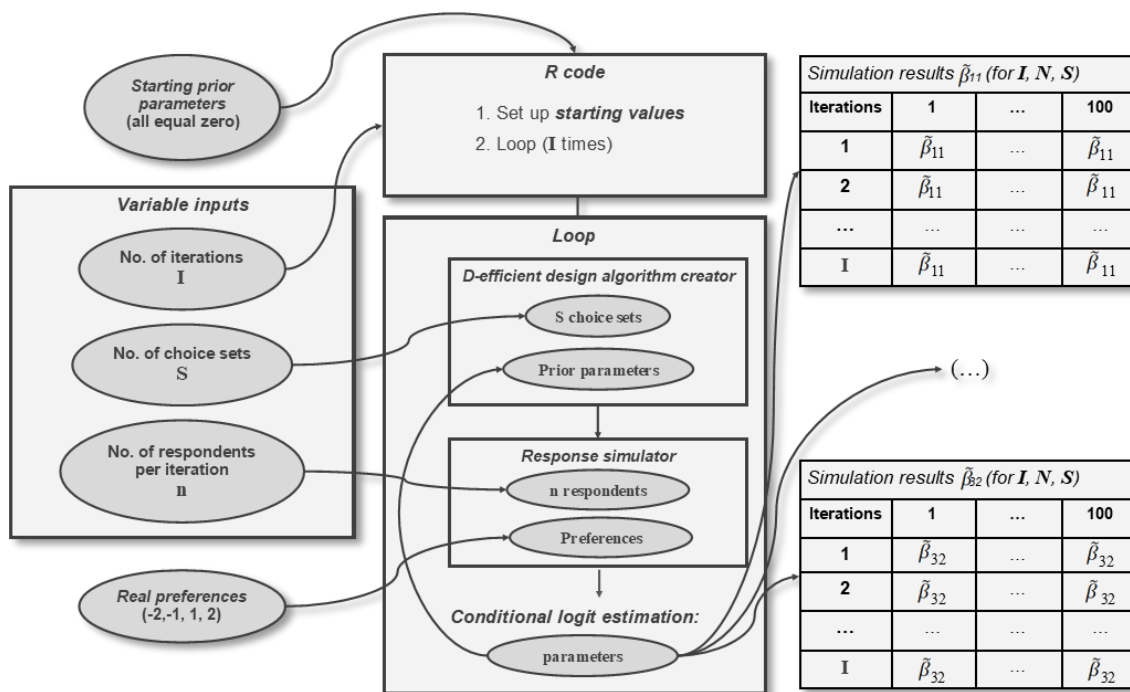 Starting prior
parameters
(all equal zero)
R code
1. Set up starting values
2. Loop (I times)
Variable inputs
No. of iterations
I
No. of choice sets
S
No. of respondents
per iteration
n
Real preferences
(-2,-1, 1, 2)
Loop
D-efficient design algorithm creator
S choice sets
Prior parameters
Response simulator
n respondents
Preferences
Conditional logit estimation:
parameters
Simulation results β̃11 (for I, N, S)
Iterations 1 ... 100
1 β̃11 ... β̃11
2 β̃11 ... β̃11
... ... ...
I β̃11 ... β̃11
(...)
Simulation results β̃32 (for I, N, S)
Iterations 1 ... 100
1 β̃32 ... β̃32
2 β̃32 ... β̃32
... ... ...
I β̃32 ... β̃32